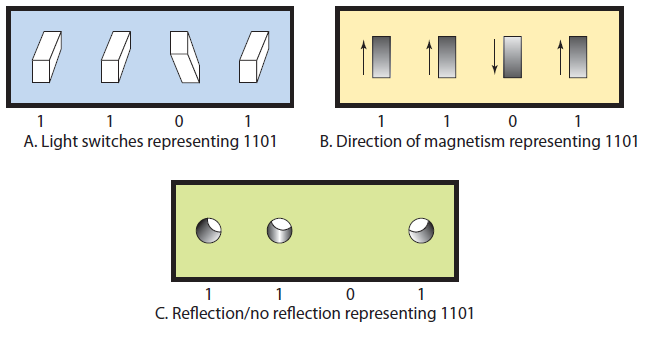 1 1 0 1
A. Light switches representing 1101
1 1 0 1
B. Direction of magnetism representing 1101
1 1 0 1
C. Reflection/no reflection representing 1101